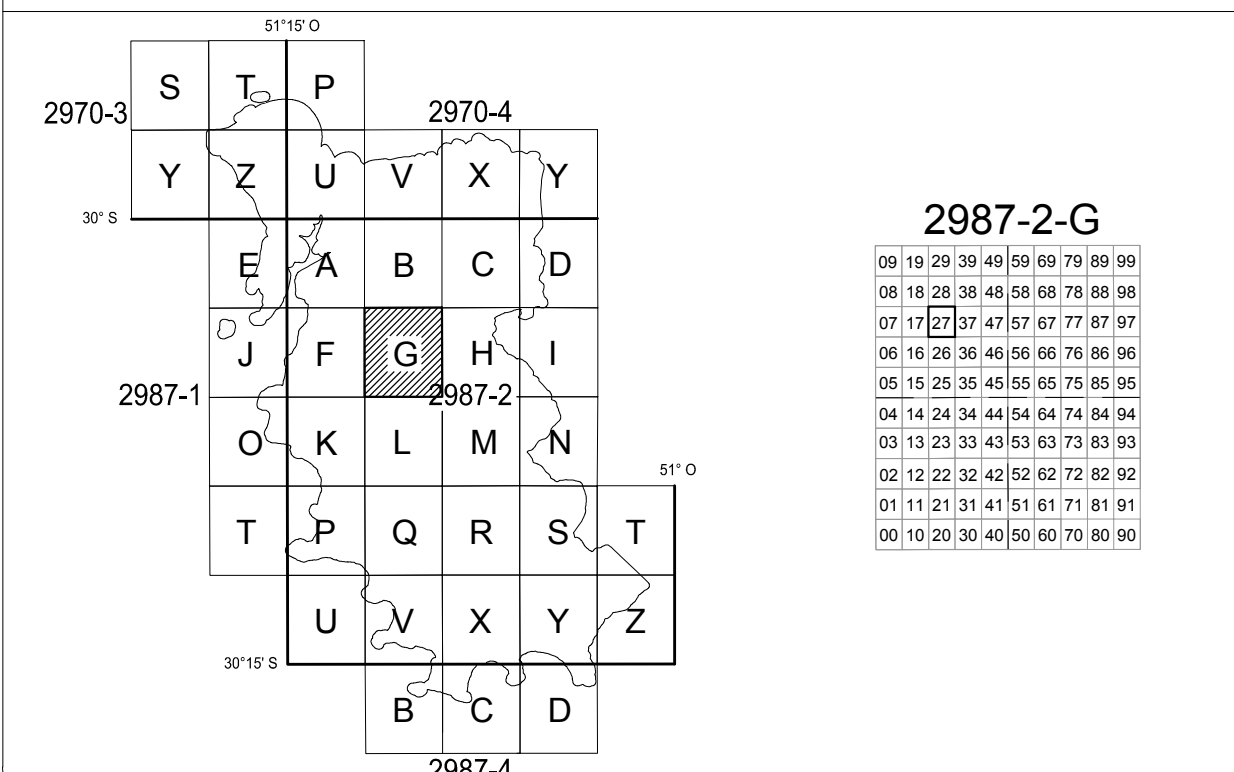 51°15' O
S T P
2970-3
2970-4
Y Z U V X Y
30° S
E A B C D
J F G H I
2987-1
2987-2
O K L M N
51° O
T P Q R S T
U V X Y Z
30°15' S
B C D
2987-4
2987-2-G
09 19 29 39 49 59 69 79 89 99
08 18 28 38 48 58 68 78 88 98
07 17 27 37 47 57 67 77 87 97
06 16 26 36 46 56 66 76 86 96
05 15 25 35 45 55 65 75 85 95
04 14 24 34 44 54 64 74 84 94
03 13 23 33 43 53 63 73 83 93
02 12 22 32 42 52 62 72 82 92
01 11 21 31 41 51 61 71 81 91
00 10 20 30 40 50 60 70 80 90